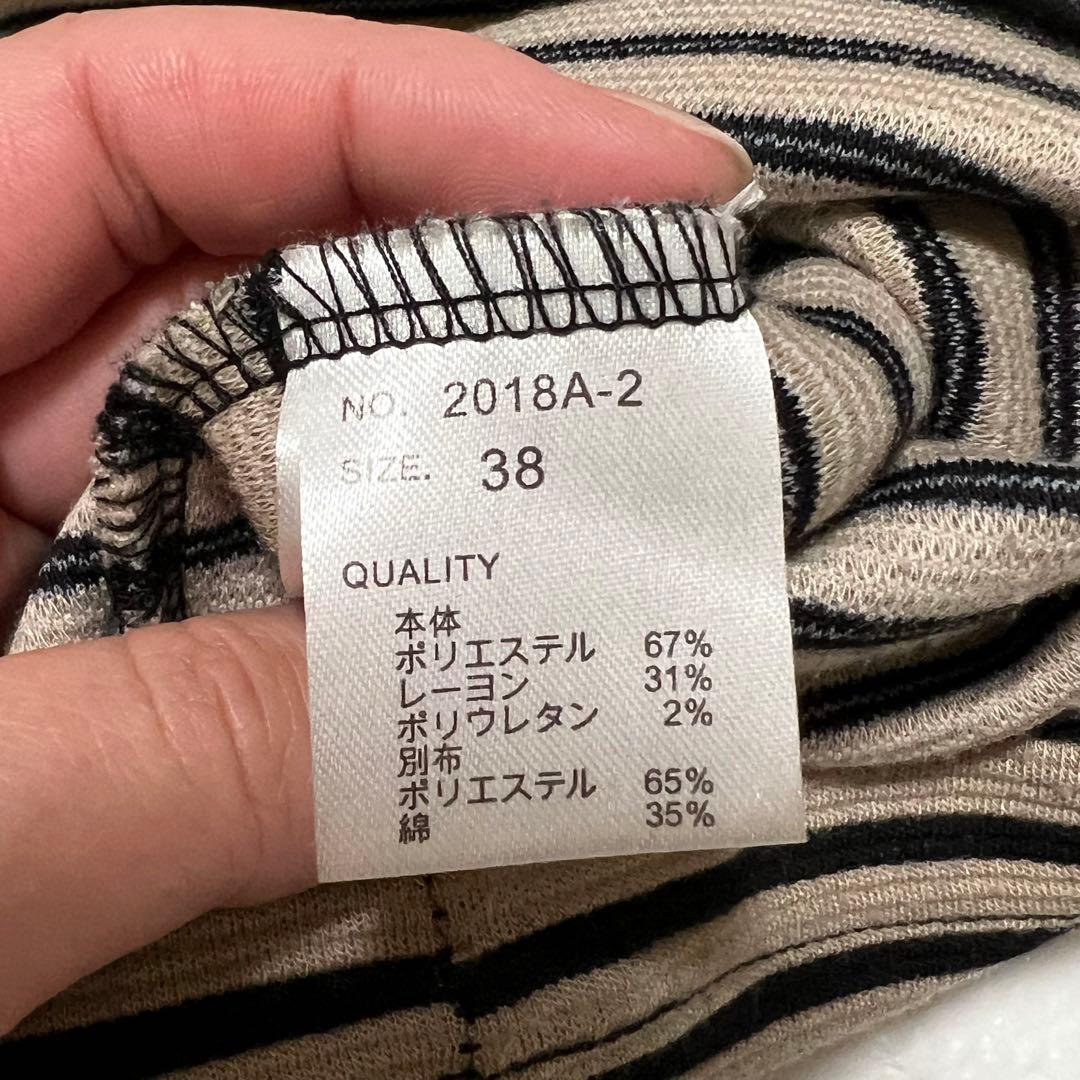 NO. 2018A-2
SIZE. 38
QUALITY
本体
ポリエステル 67%
レーヨン 31%
ポリウレタン 2%
別布
ポリエステル 65%
綿 35%